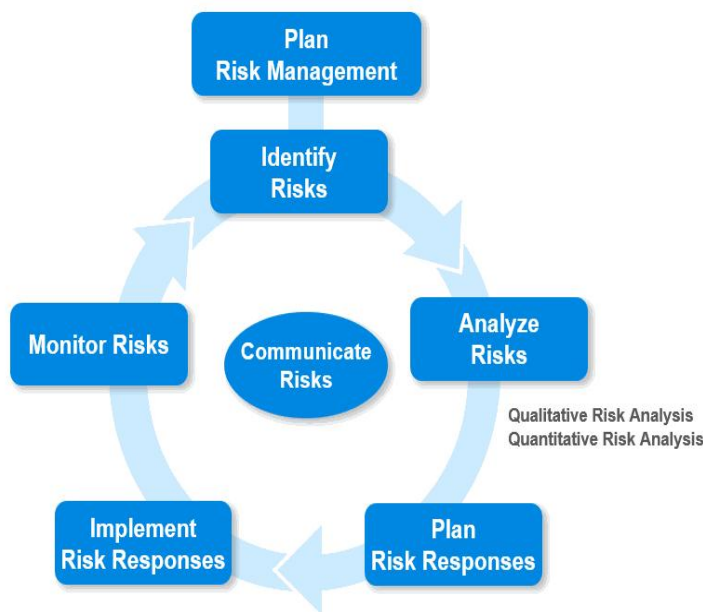 Plan
Risk Management
Identify
Risks
Analyze
Risks
Qualitative Risk Analysis
Quantitative Risk Analysis
Plan
Risk Responses
Implement
Risk Responses
Monitor Risks
Communicate
Risks